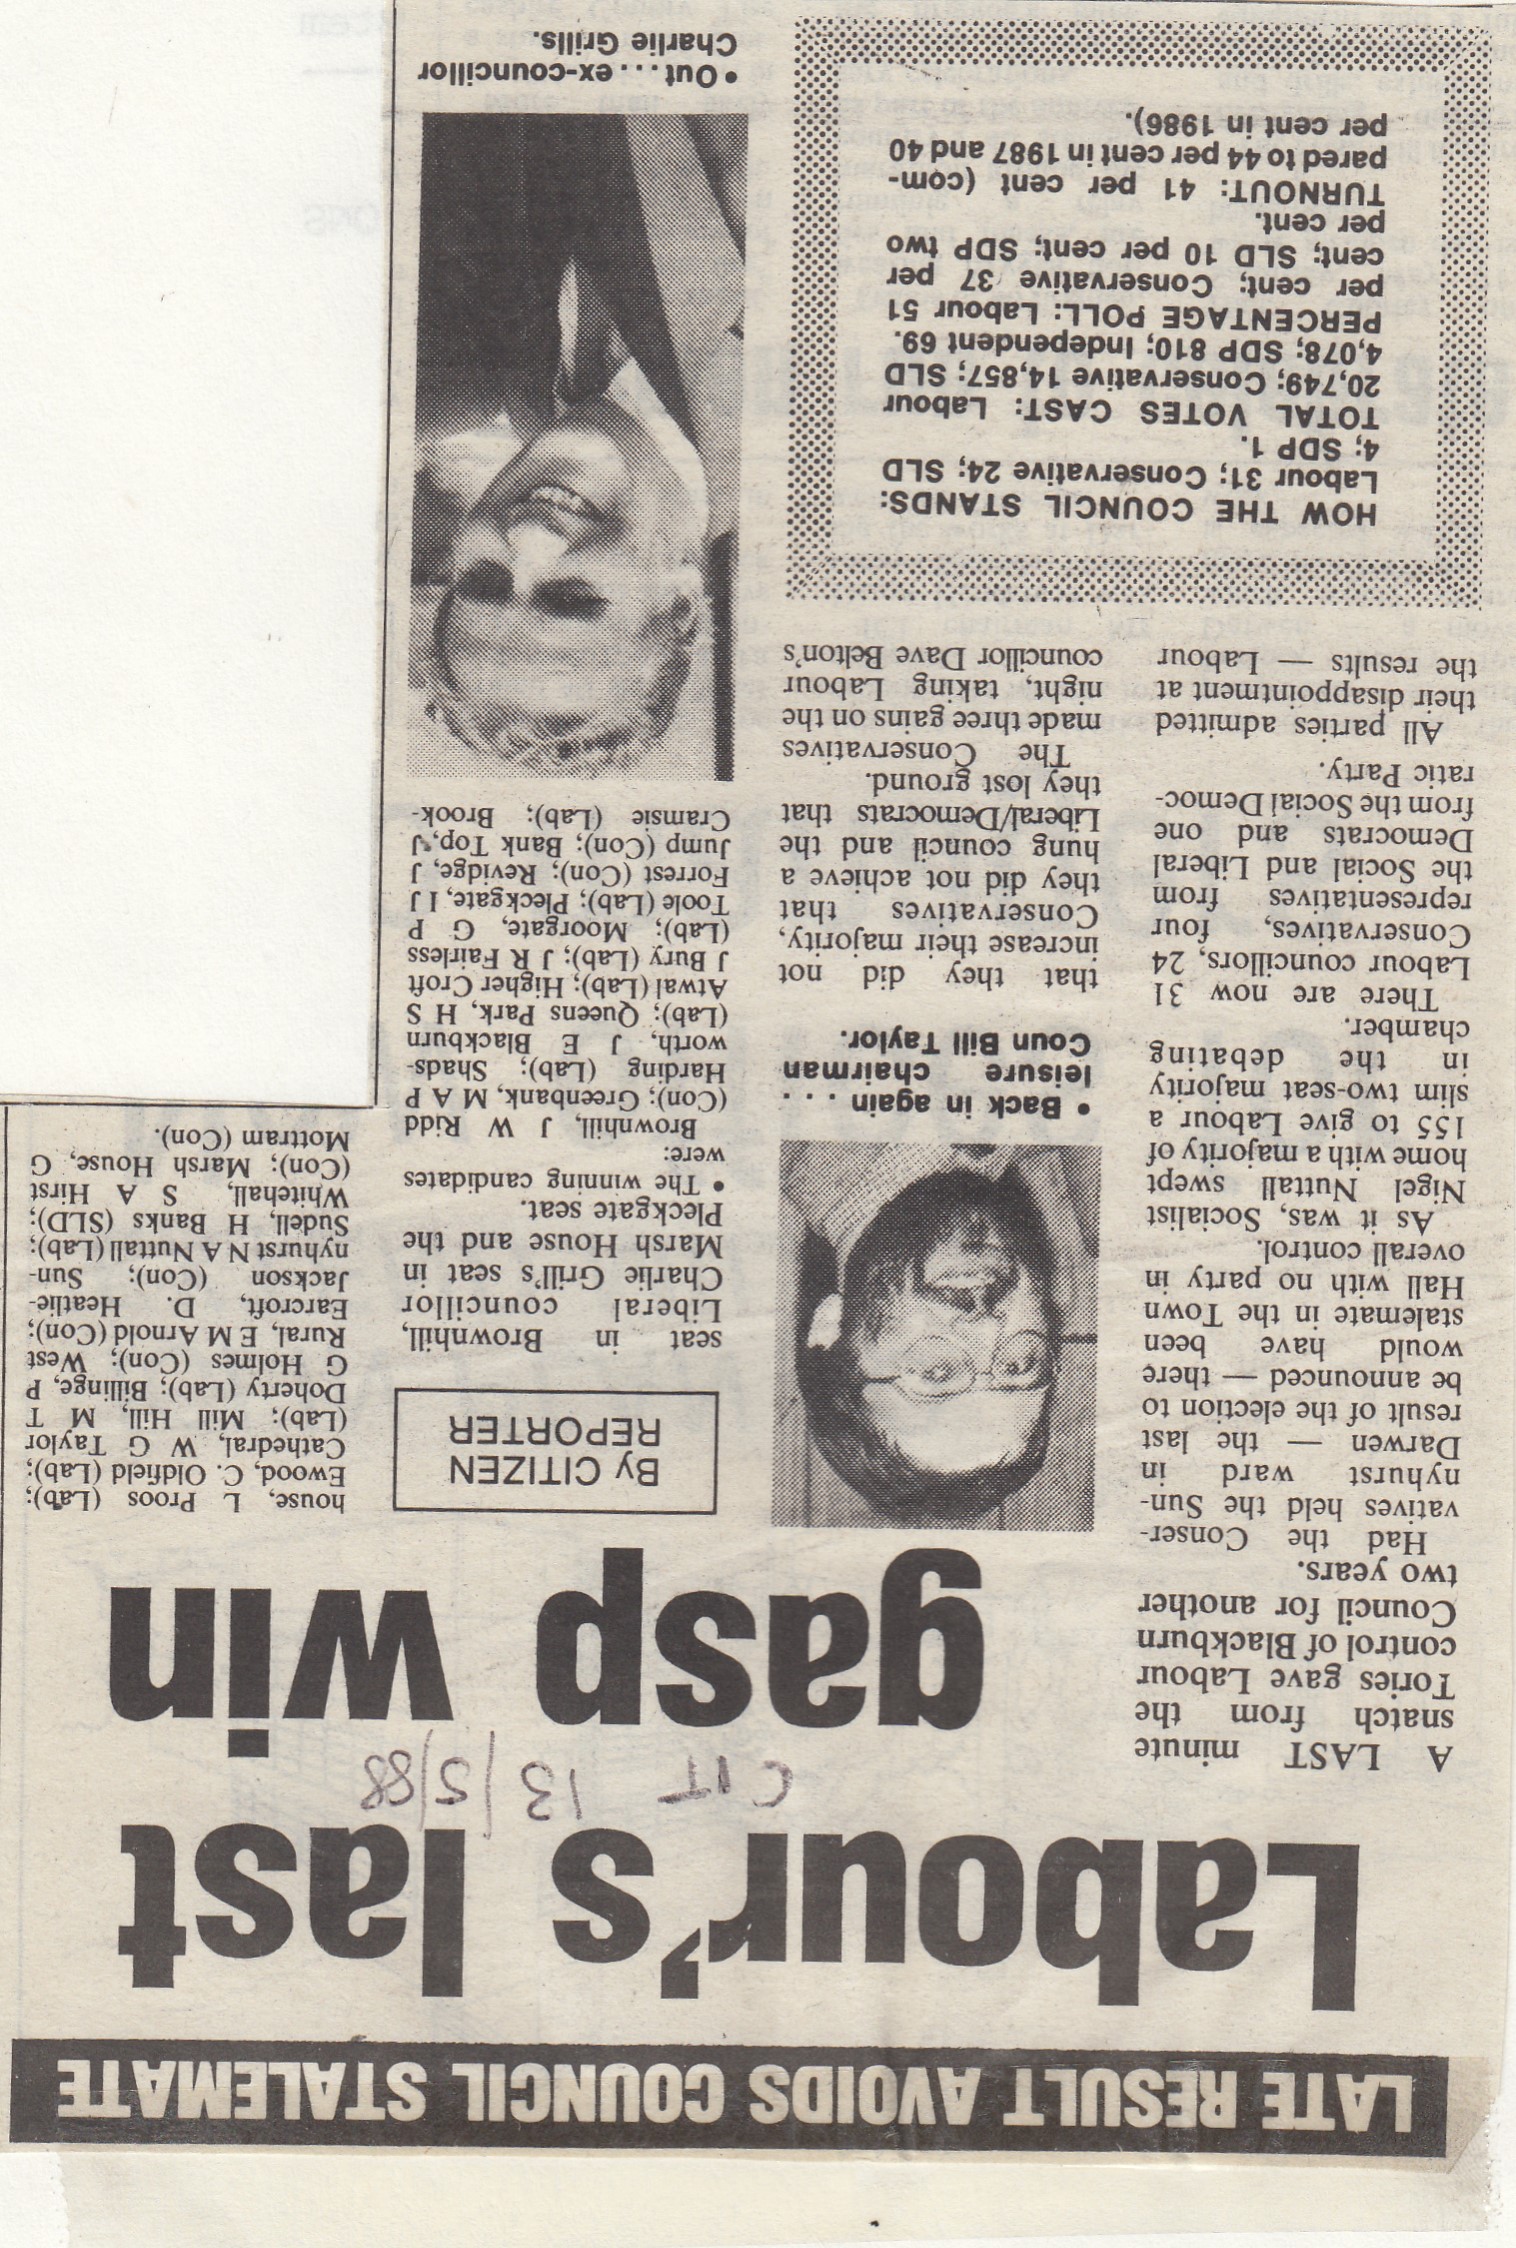 LATE RESULT AVOIDS COUNCIL STALEMATE
Labour's last
CIT 13/5/88
gasp win
A LAST minute
snatch from the
Tories gave Labour
control of Blackburn
Council for another
two years.
Had the Conser-
vatives held the Sun-
nyhurst ward in
Darwen — the last
result of the election to
be announced — there
would have been
stalemate in the Town
Hall with no party in
overall control.
As it was, Socialist
Nigel Nuttall swept
home with a majority of
155 to give Labour a
slim two-seat majority
in the debating
chamber.
There are now 31
Labour councillors, 24
Conservatives, four
representatives from
the Social and Liberal
Democrats and one
from the Social Democ-
ratic Party.
All parties admitted
their disappointment at
the results — Labour
• Back in again . . .
leisure chairman
Coun Bill Taylor.
that they did not
increase their majority,
Conservatives that
they did not achieve a
hung council and the
Liberal/Democrats that
they lost ground.
The Conservatives
made three gains on the
night, taking Labour
councillor Dave Belton's
By CITIZEN
REPORTER
seat in Brownhill,
Liberal councillor
Charlie Grill's seat in
Marsh House and the
Pleckgate seat.
• The winning candidates
were:
Brownhill, J W Ridd
(Con); Greenbank, M A P
Harding (Lab); Shads-
worth, J E Blackburn
(Lab); Queens Park, H S
Atwal (Lab); Higher Croft
J Bury (Lab); J R Fairless
(Lab); Moorgate, G P
Toole (Lab); Pleckgate, I J
Forrest (Con); Revidge, J
Jump (Con); Bank Top, J
Cramsie (Lab); Brook-
house, L Proos (Lab);
Ewood, C. Oldfield (Lab);
Cathedral, W G Taylor
(Lab); Mill Hill, M T
Doherty (Lab); Billinge, P
G Holmes (Con); West
Rural, E M Arnold (Con);
Earcroft, D. Heatlie-
Jackson (Con); Sun-
nyhurst N A Nuttall (Lab);
Sudell, H Banks (SLD);
Whitehall, S A Hirst
(Con); Marsh House, G
Mottram (Con).
HOW THE COUNCIL STANDS:
Labour 31; Conservative 24; SLD
4; SDP 1.
TOTAL VOTES CAST: Labour
20,749; Conservative 14,857; SLD
4,078; SDP 810; Independent 69.
PERCENTAGE POLL: Labour 51
per cent; Conservative 37 per
cent; SLD 10 per cent; SDP two
per cent.
TURNOUT: 41 per cent (com-
pared to 44 per cent in 1987 and 40
per cent in 1986).
• Out . . . ex-councillor
Charlie Grills.